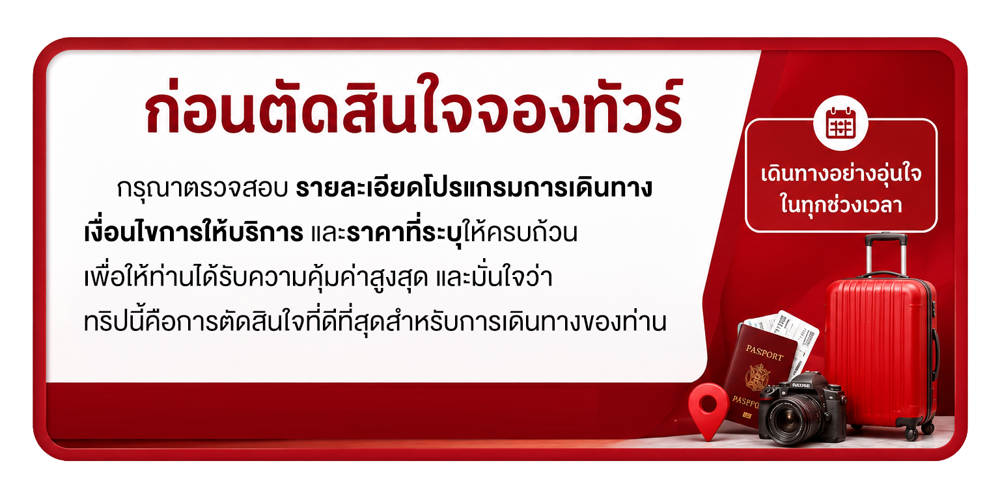 ก่อนตัดสินใจจองทัวร์
กรุณาตรวจสอบ รายละเอียดโปรแกรมการเดินทาง
เงื่อนไขการให้บริการ และราคาที่ระบุให้ครบถ้วน
เพื่อให้ท่านได้รับความคุ้มค่าสูงสุด และมั่นใจว่า
ทริปนี้คือการตัดสินใจที่ดีที่สุดสำหรับการเดินทางของท่าน
เดินทางอย่างอุ่นใจ
ในทุกช่วงเวลา
PASSPORT